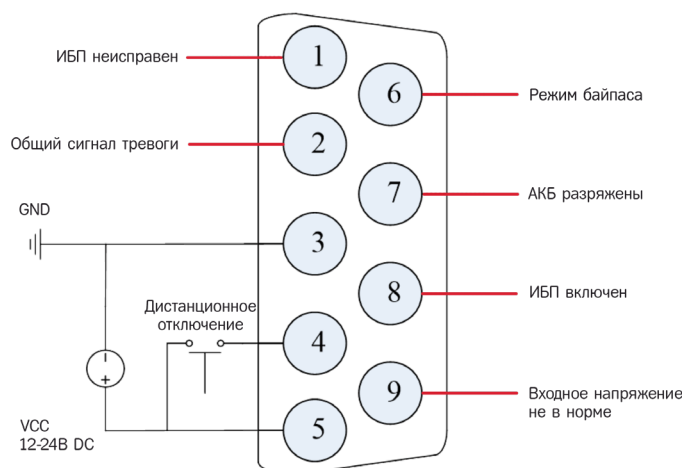 ИБП неисправен
1
6
Режим байпаса
Общий сигнал тревоги
2
7
АКБ разряжены
GND
3
8
ИБП включен
Дистанционное
отключение
4
9
Входное напряжение
не в норме
- +
VCC
12-24В DC
5